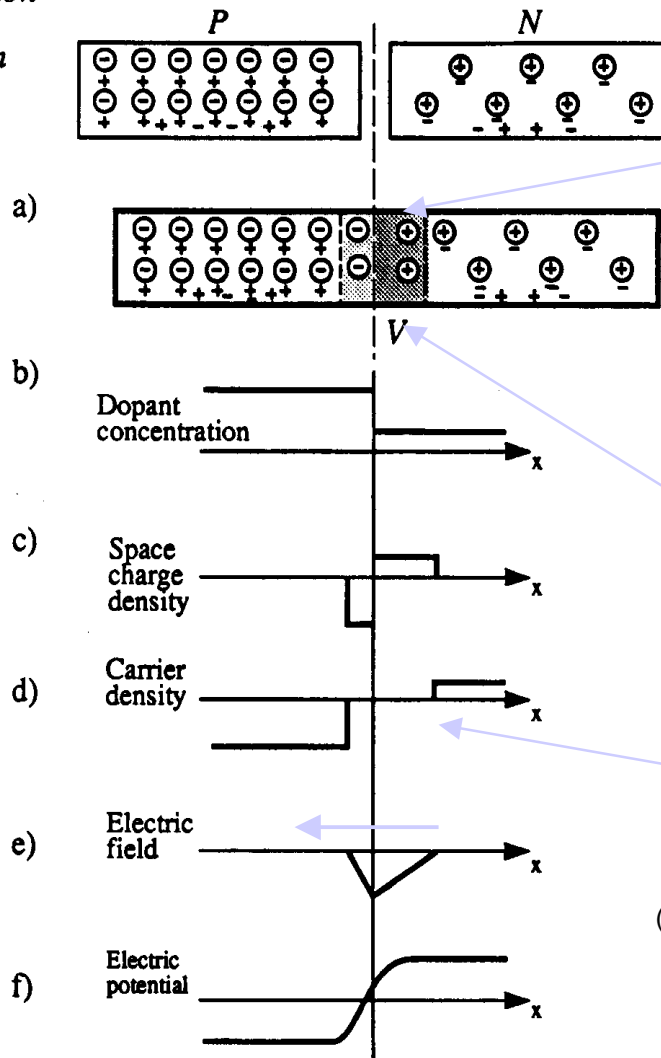 P N
a)
V
b)
Dopant
concentration
x
c)
Space
charge
density
x
d)
Carrier
density
x
e)
Electric
field
x
(
f)
Electric
potential
x